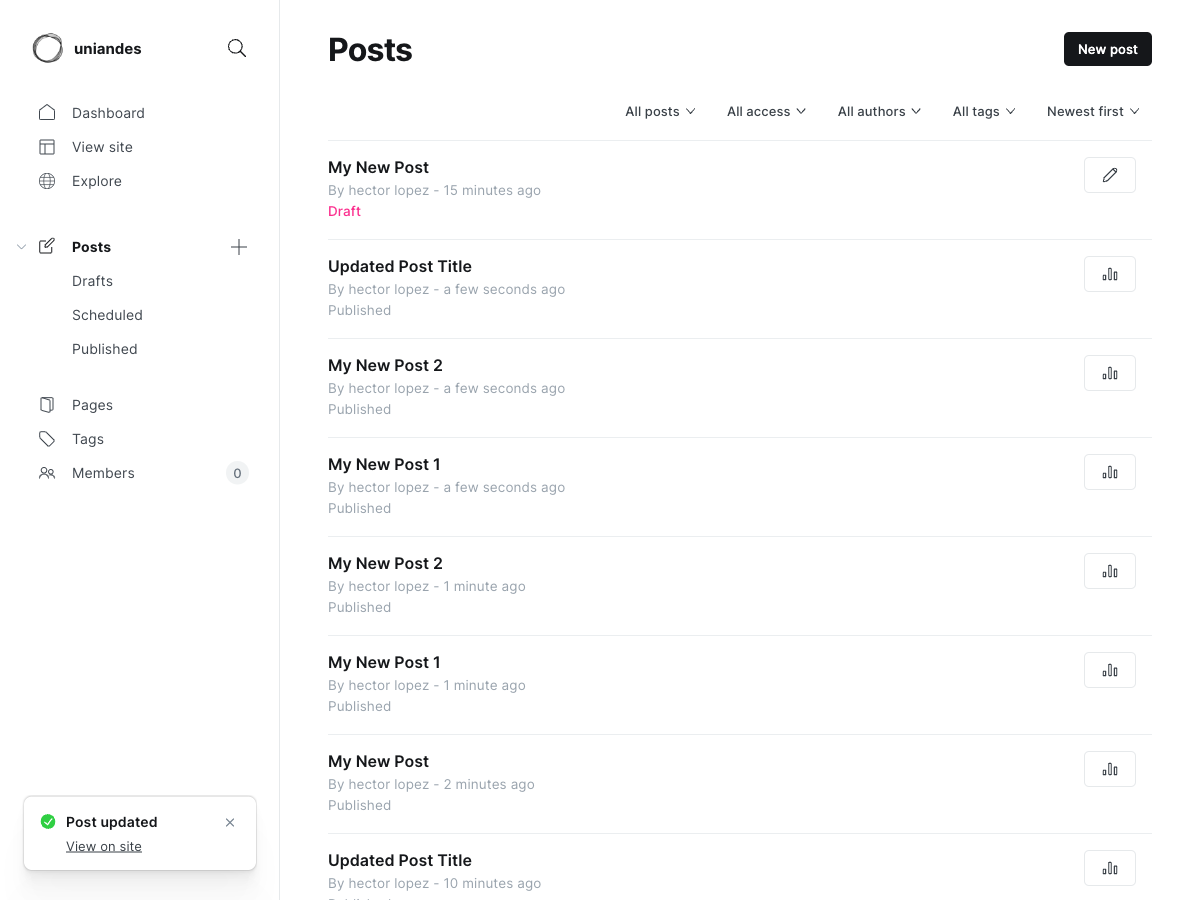 uniandes
Dashboard
View site
Explore
Posts
Drafts
Scheduled
Published
Pages
Tags
Members
0
Post updated
View on site
Posts
New post
All posts
All access
All authors
All tags
Newest first
My New Post
By hector lopez - 15 minutes ago
Draft
Updated Post Title
By hector lopez - a few seconds ago
Published
My New Post 2
By hector lopez - a few seconds ago
Published
My New Post 1
By hector lopez - a few seconds ago
Published
My New Post 2
By hector lopez - 1 minute ago
Published
My New Post 1
By hector lopez - 1 minute ago
Published
My New Post
By hector lopez - 2 minutes ago
Published
Updated Post Title
By hector lopez - 10 minutes ago